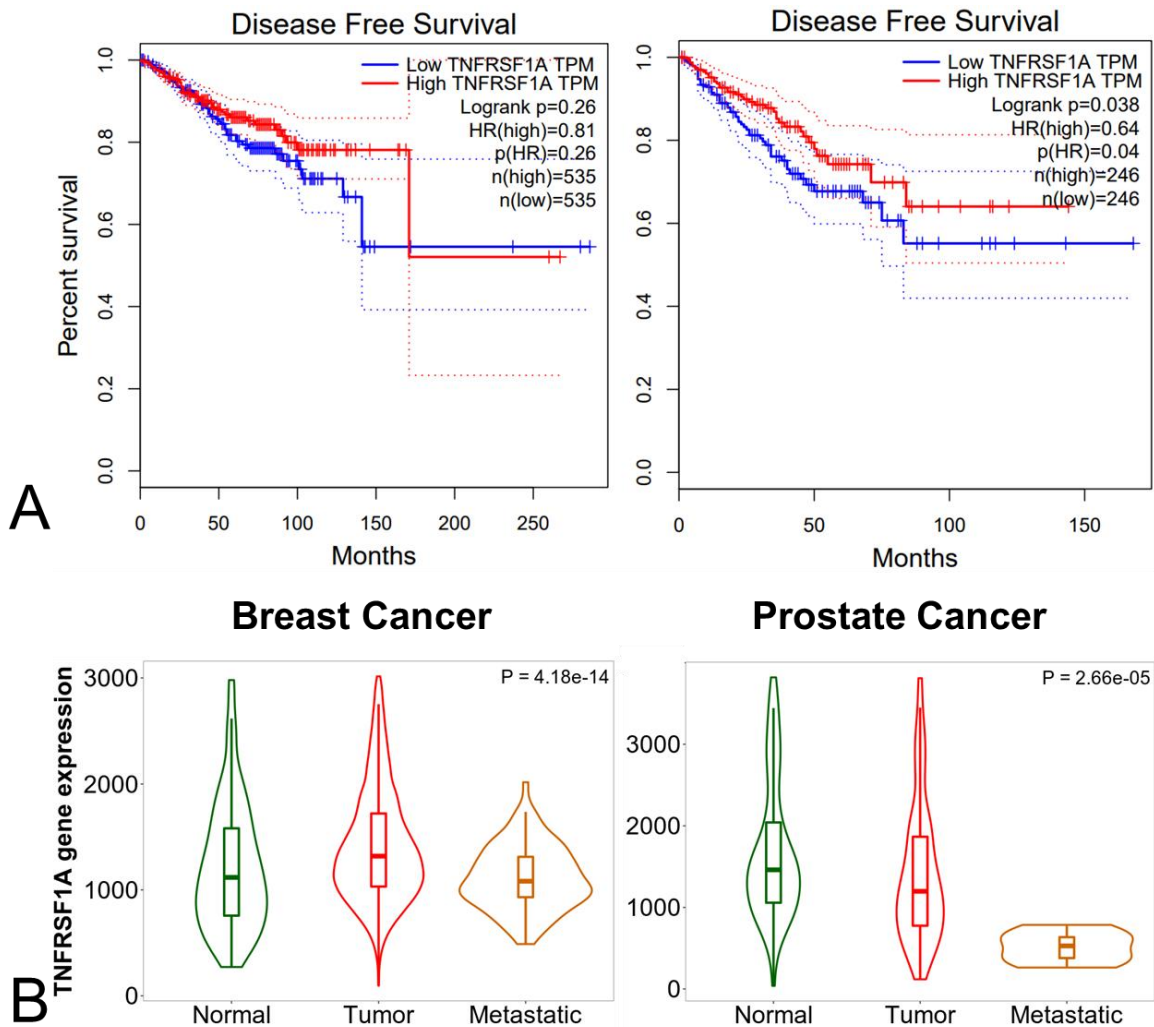 Disease Free Survival
Low TNFRSF1A TPM
High TNFRSF1A TPM
Logrank p=0.26
HR(high)=0.81
p(HR)=0.26
n(high)=535
n(low)=535
Percent survival
1.0
0.8
0.6
0.4
0.2
0.0
0 50 100 150 200 250
Months
Disease Free Survival
Low TNFRSF1A TPM
High TNFRSF1A TPM
Logrank p=0.038
HR(high)=0.64
p(HR)=0.04
n(high)=246
n(low)=246
1.0
0.8
0.6
0.4
0.2
0.0
0 50 100 150
Months
A
Breast Cancer
P = 4.18e-14
TNFRSF1A gene expression
3000
2000
1000
0
Normal Tumor Metastatic
Prostate Cancer
P = 2.66e-05
3000
2000
1000
0
Normal Tumor Metastatic
B